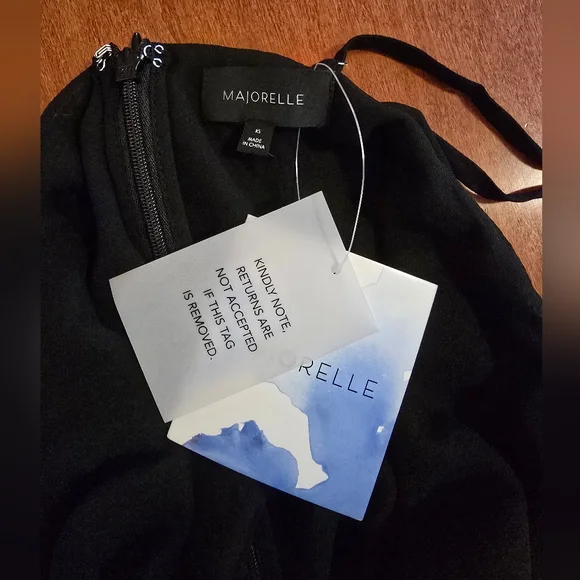 MAJORELLE
XS
MADE
IN CHINA
KINDLY NOTE,
RETURNS ARE
NOT ACCEPTED
IF THIS TAG
IS REMOVED.
ORELLE